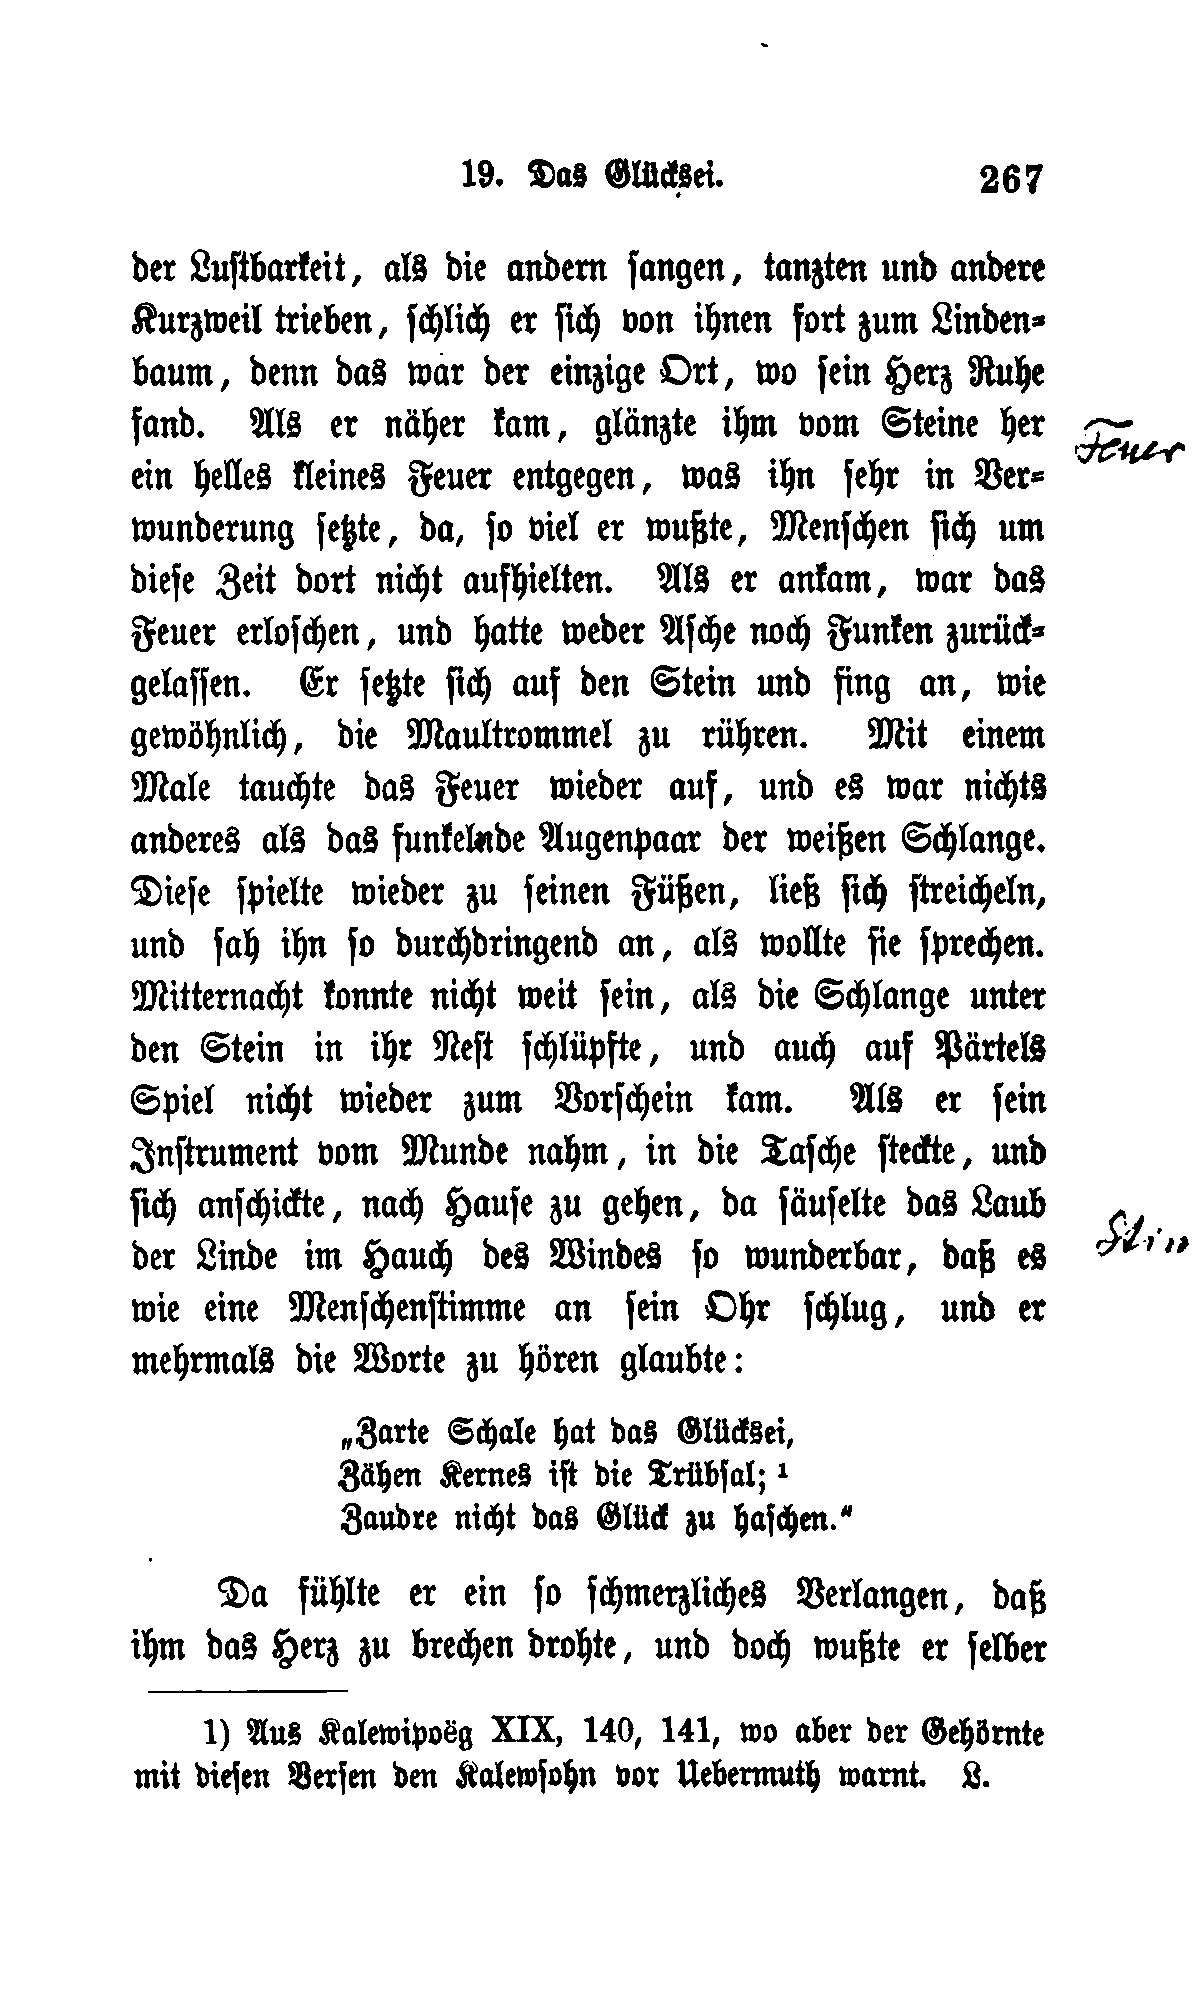 19. Das Glücksei. 267
der Lustbarkeit, als die andern sangen, tanzten und andere
Kurzweil trieben, schlich er sich von ihnen fort zum Linden-
baum, denn das war der einzige Ort, wo sein Herz Ruhe
fand. Als er näher kam, glänzte ihm vom Steine her
Feuer
ein helles kleines Feuer entgegen, was ihn sehr in Ver-
wunderung setzte, da, so viel er wußte, Menschen sich um
diese Zeit dort nicht aufhielten. Als er ankam, war das
Feuer erloschen, und hatte weder Asche noch Funken zurück-
gelassen. Er setzte sich auf den Stein und fing an, wie
gewöhnlich, die Maultrommel zu rühren. Mit einem
Male tauchte das Feuer wieder auf, und es war nichts
anderes als das funkelnde Augenpaar der weißen Schlange.
Diese spielte wieder zu seinen Füßen, ließ sich streicheln,
und sah ihn so durchdringend an, als wollte sie sprechen.
Mitternacht konnte nicht weit sein, als die Schlange unter
den Stein in ihr Nest schlüpfte, und auch auf Pärtels
Spiel nicht wieder zum Vorschein kam. Als er sein
Instrument vom Munde nahm, in die Tasche steckte, und
sich anschickte, nach Hause zu gehen, da säuselte das Laub
der Linde im Hauch des Windes so wunderbar, daß es
wie eine Menschenstimme an sein Ohr schlug, und er
mehrmals die Worte zu hören glaubte:
„Zarte Schale hat das Glücksei,
Zähen Kernes ist die Trübsal; ¹
Zaudre nicht das Glück zu haschen.“
Da fühlte er ein so schmerzliches Verlangen, daß
ihm das Herz zu brechen drohte, und doch wußte er selber
1) Aus Kalewipoëg XIX, 140, 141, wo aber der Gehörnte
mit diesen Versen den Kalewsohn vor Uebermuth warnt. L.